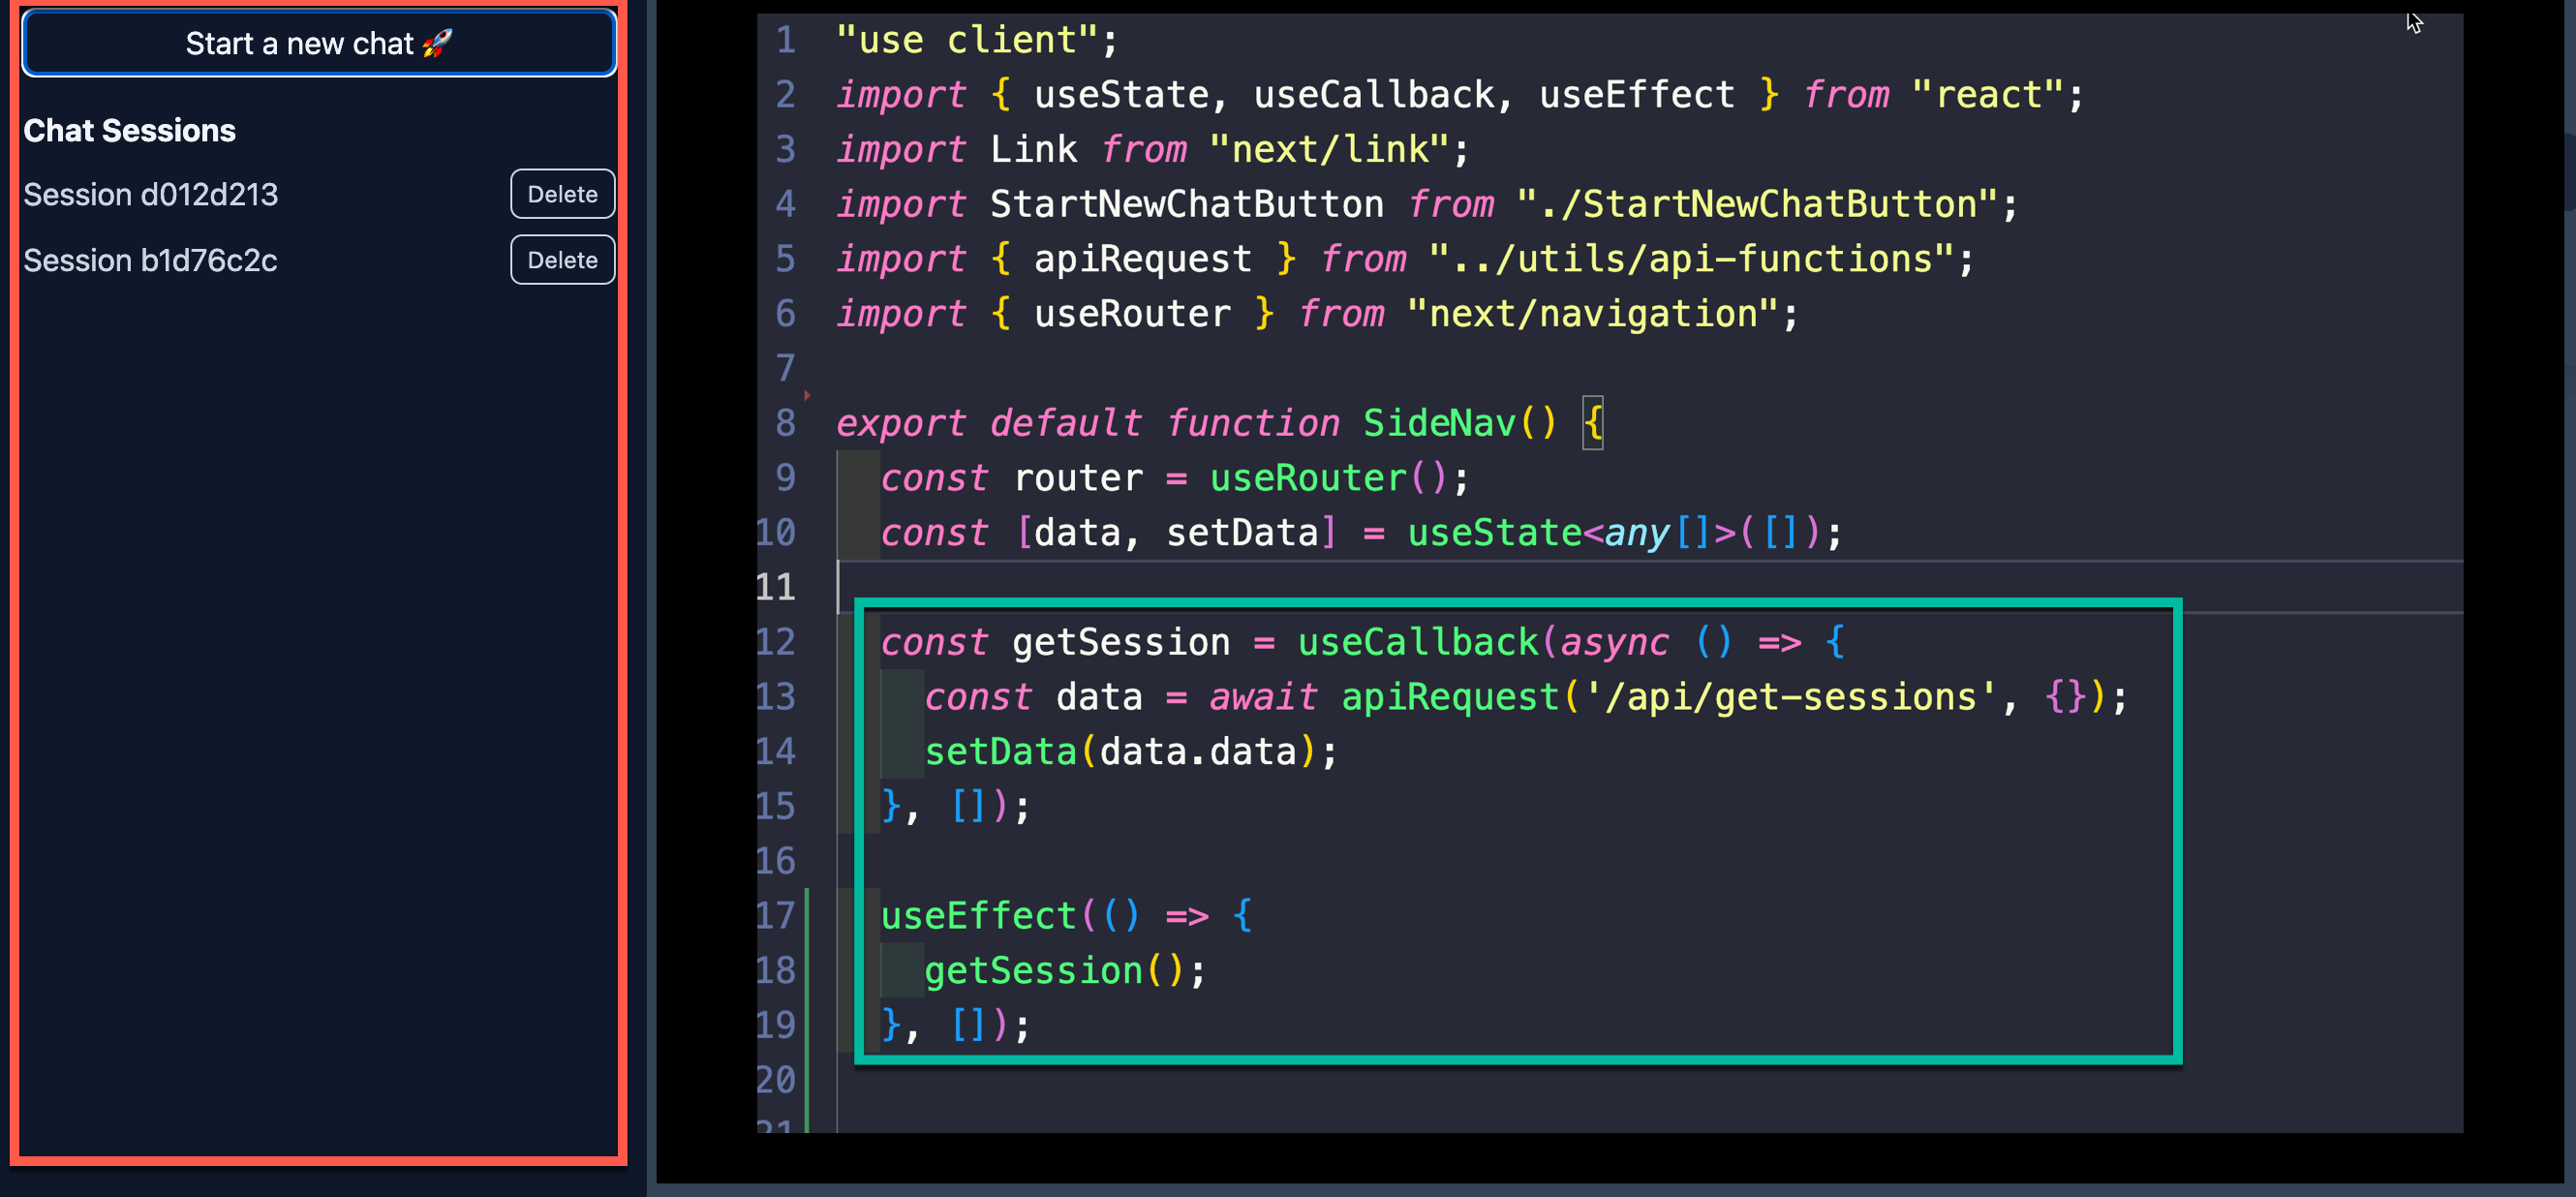 Start a new chat 🚀
Chat Sessions
Session d012d213 Delete
Session b1d76c2c Delete
1 "use client";
2 import { useState, useCallback, useEffect } from "react";
3 import Link from "next/link";
4 import StartNewChatButton from "./StartNewChatButton";
5 import { apiRequest } from "../utils/api-functions";
6 import { useRouter } from "next/navigation";
7
8 export default function SideNav() {
9 const router = useRouter();
10 const [data, setData] = useState<any[]>([]);
11
12 const getSession = useCallback(async () => {
13 const data = await apiRequest('/api/get-sessions', {});
14 setData(data.data);
15 }, []);
16
17 useEffect(() => {
18 getSession();
19 }, []);
20
21